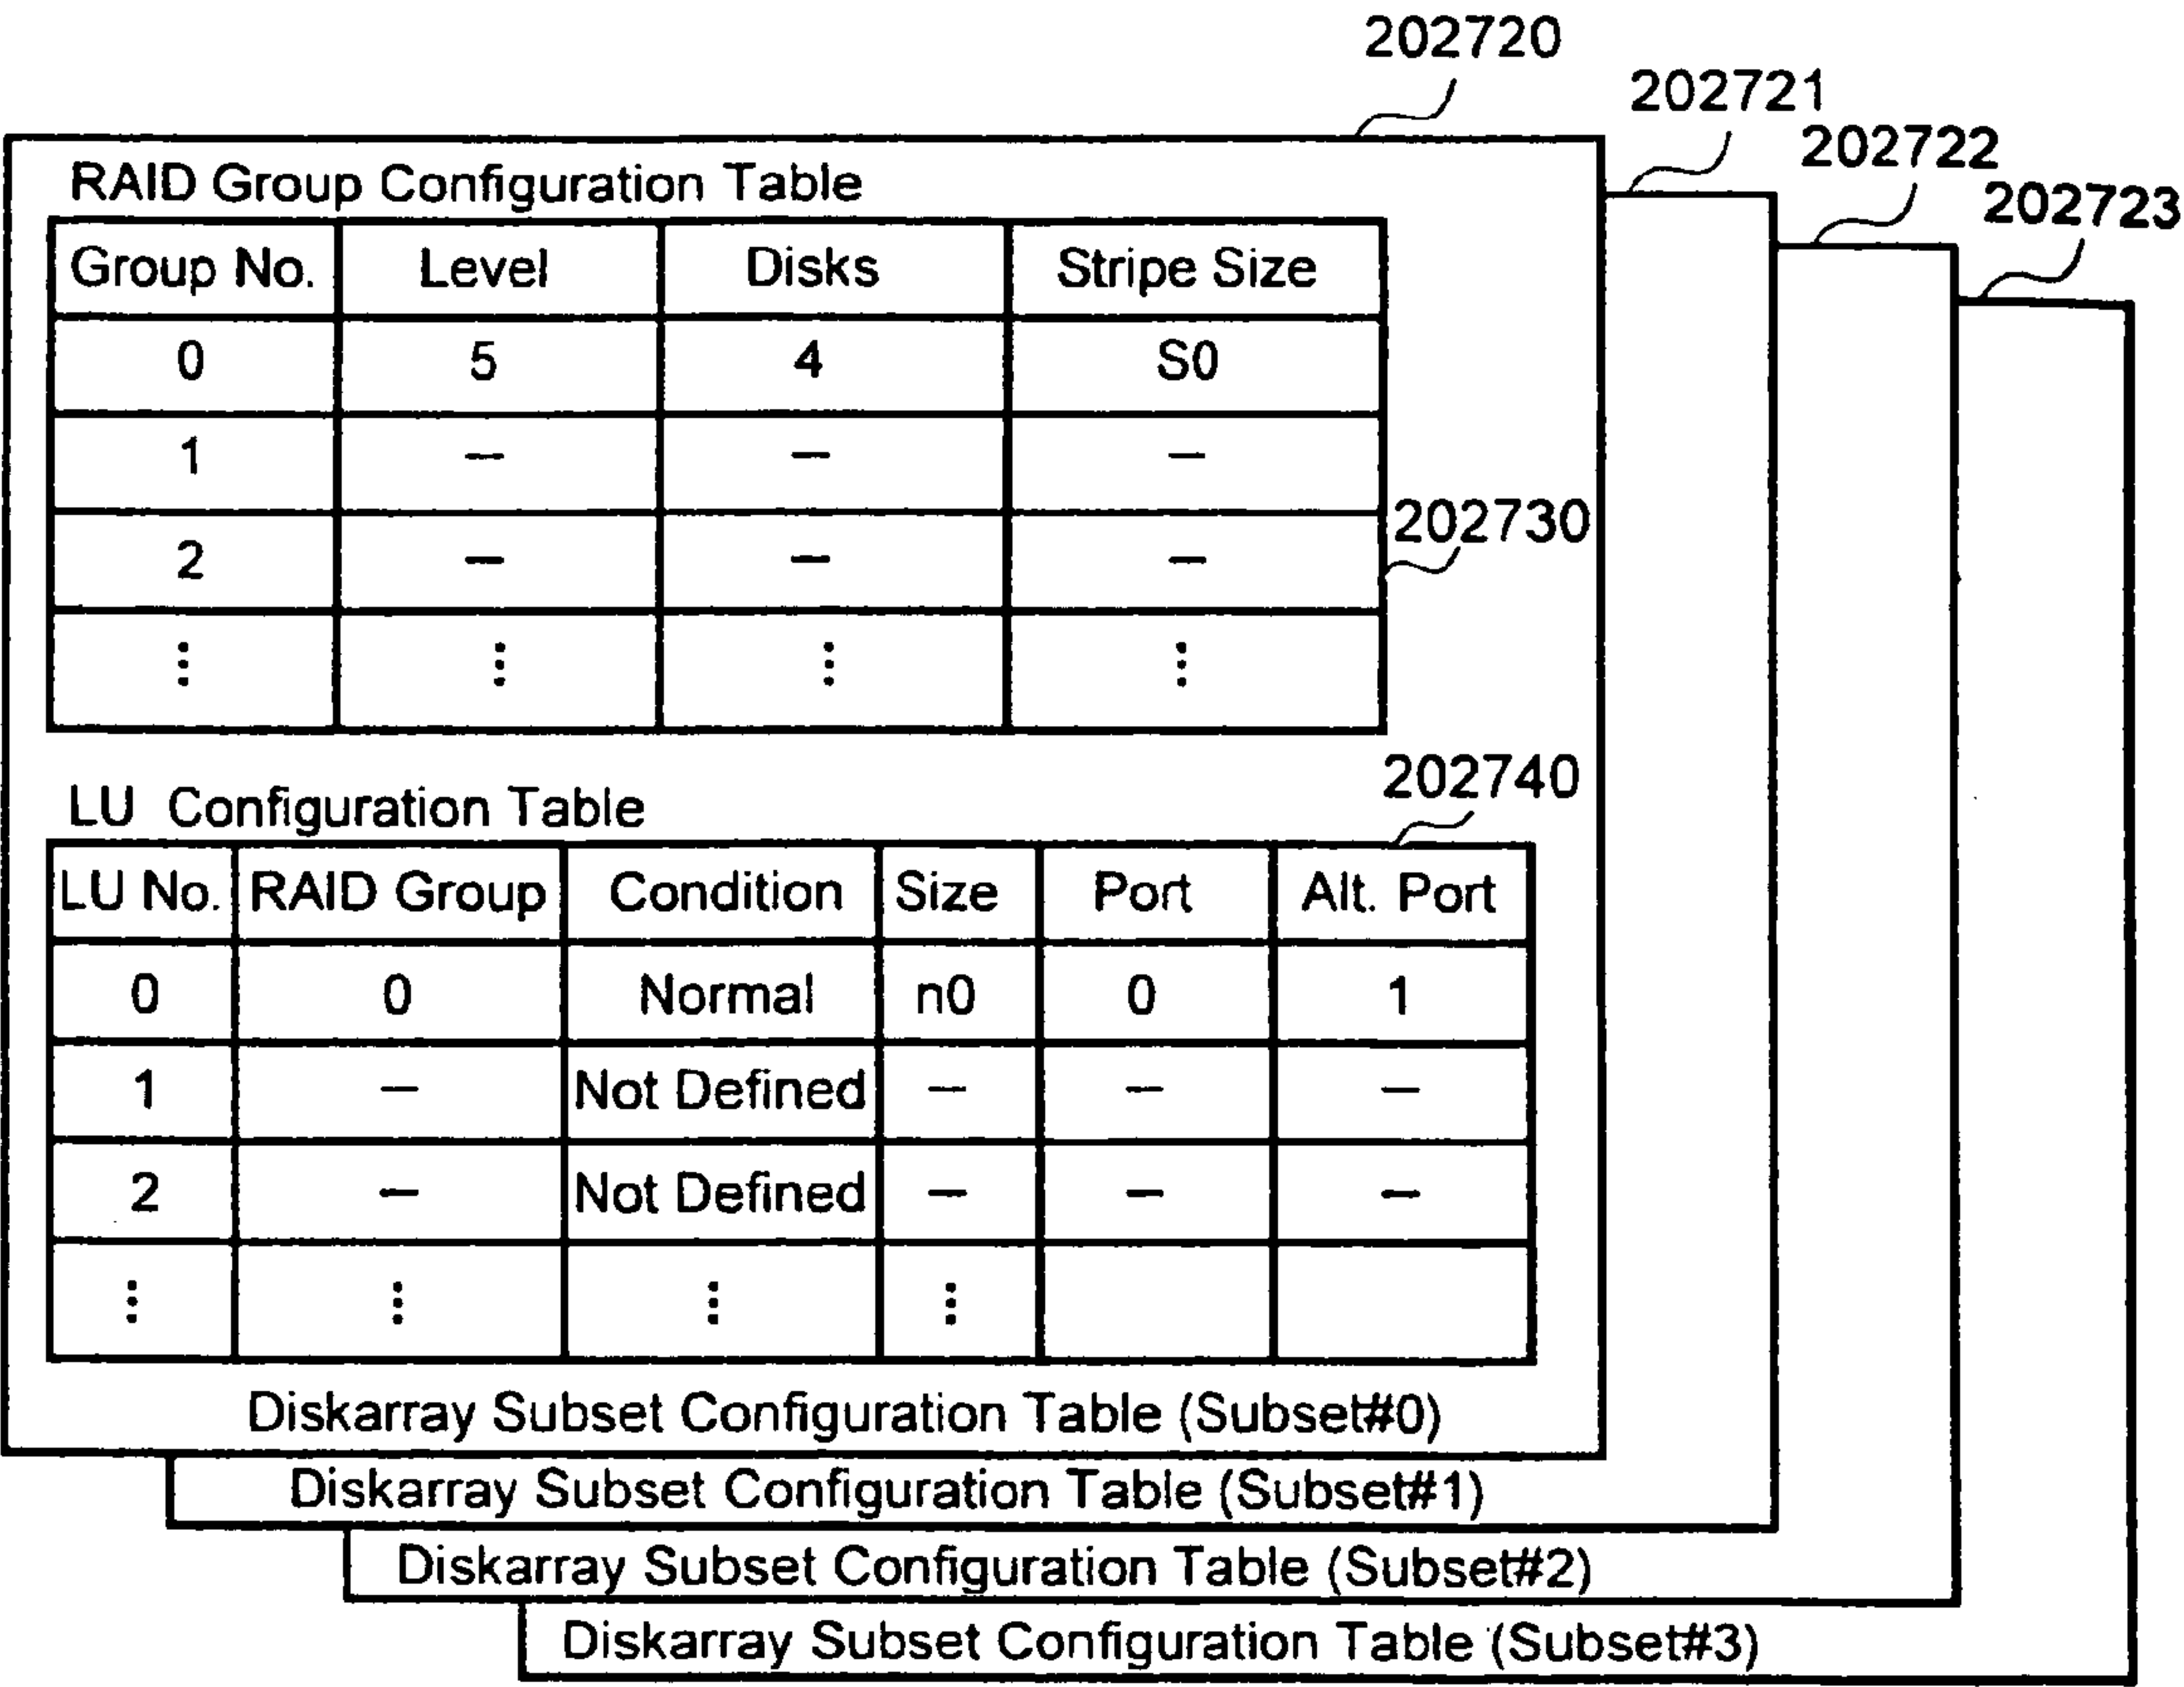 202720
202721
202722
202723
RAID Group Configuration Table
Group No. Level Disks Stripe Size
0 5 4 S0
1 — — —
202730
2 — — —
⋮ ⋮ ⋮ ⋮
202740
LU Configuration Table
LU No. RAID Group Condition Size Port Alt. Port
0 0 Normal n0 0 1
1 — Not Defined — — —
2 — Not Defined — — —
⋮ ⋮ ⋮ ⋮
Diskarray Subset Configuration Table (Subset#0)
Diskarray Subset Configuration Table (Subset#1)
Diskarray Subset Configuration Table (Subset#2)
Diskarray Subset Configuration Table (Subset#3)